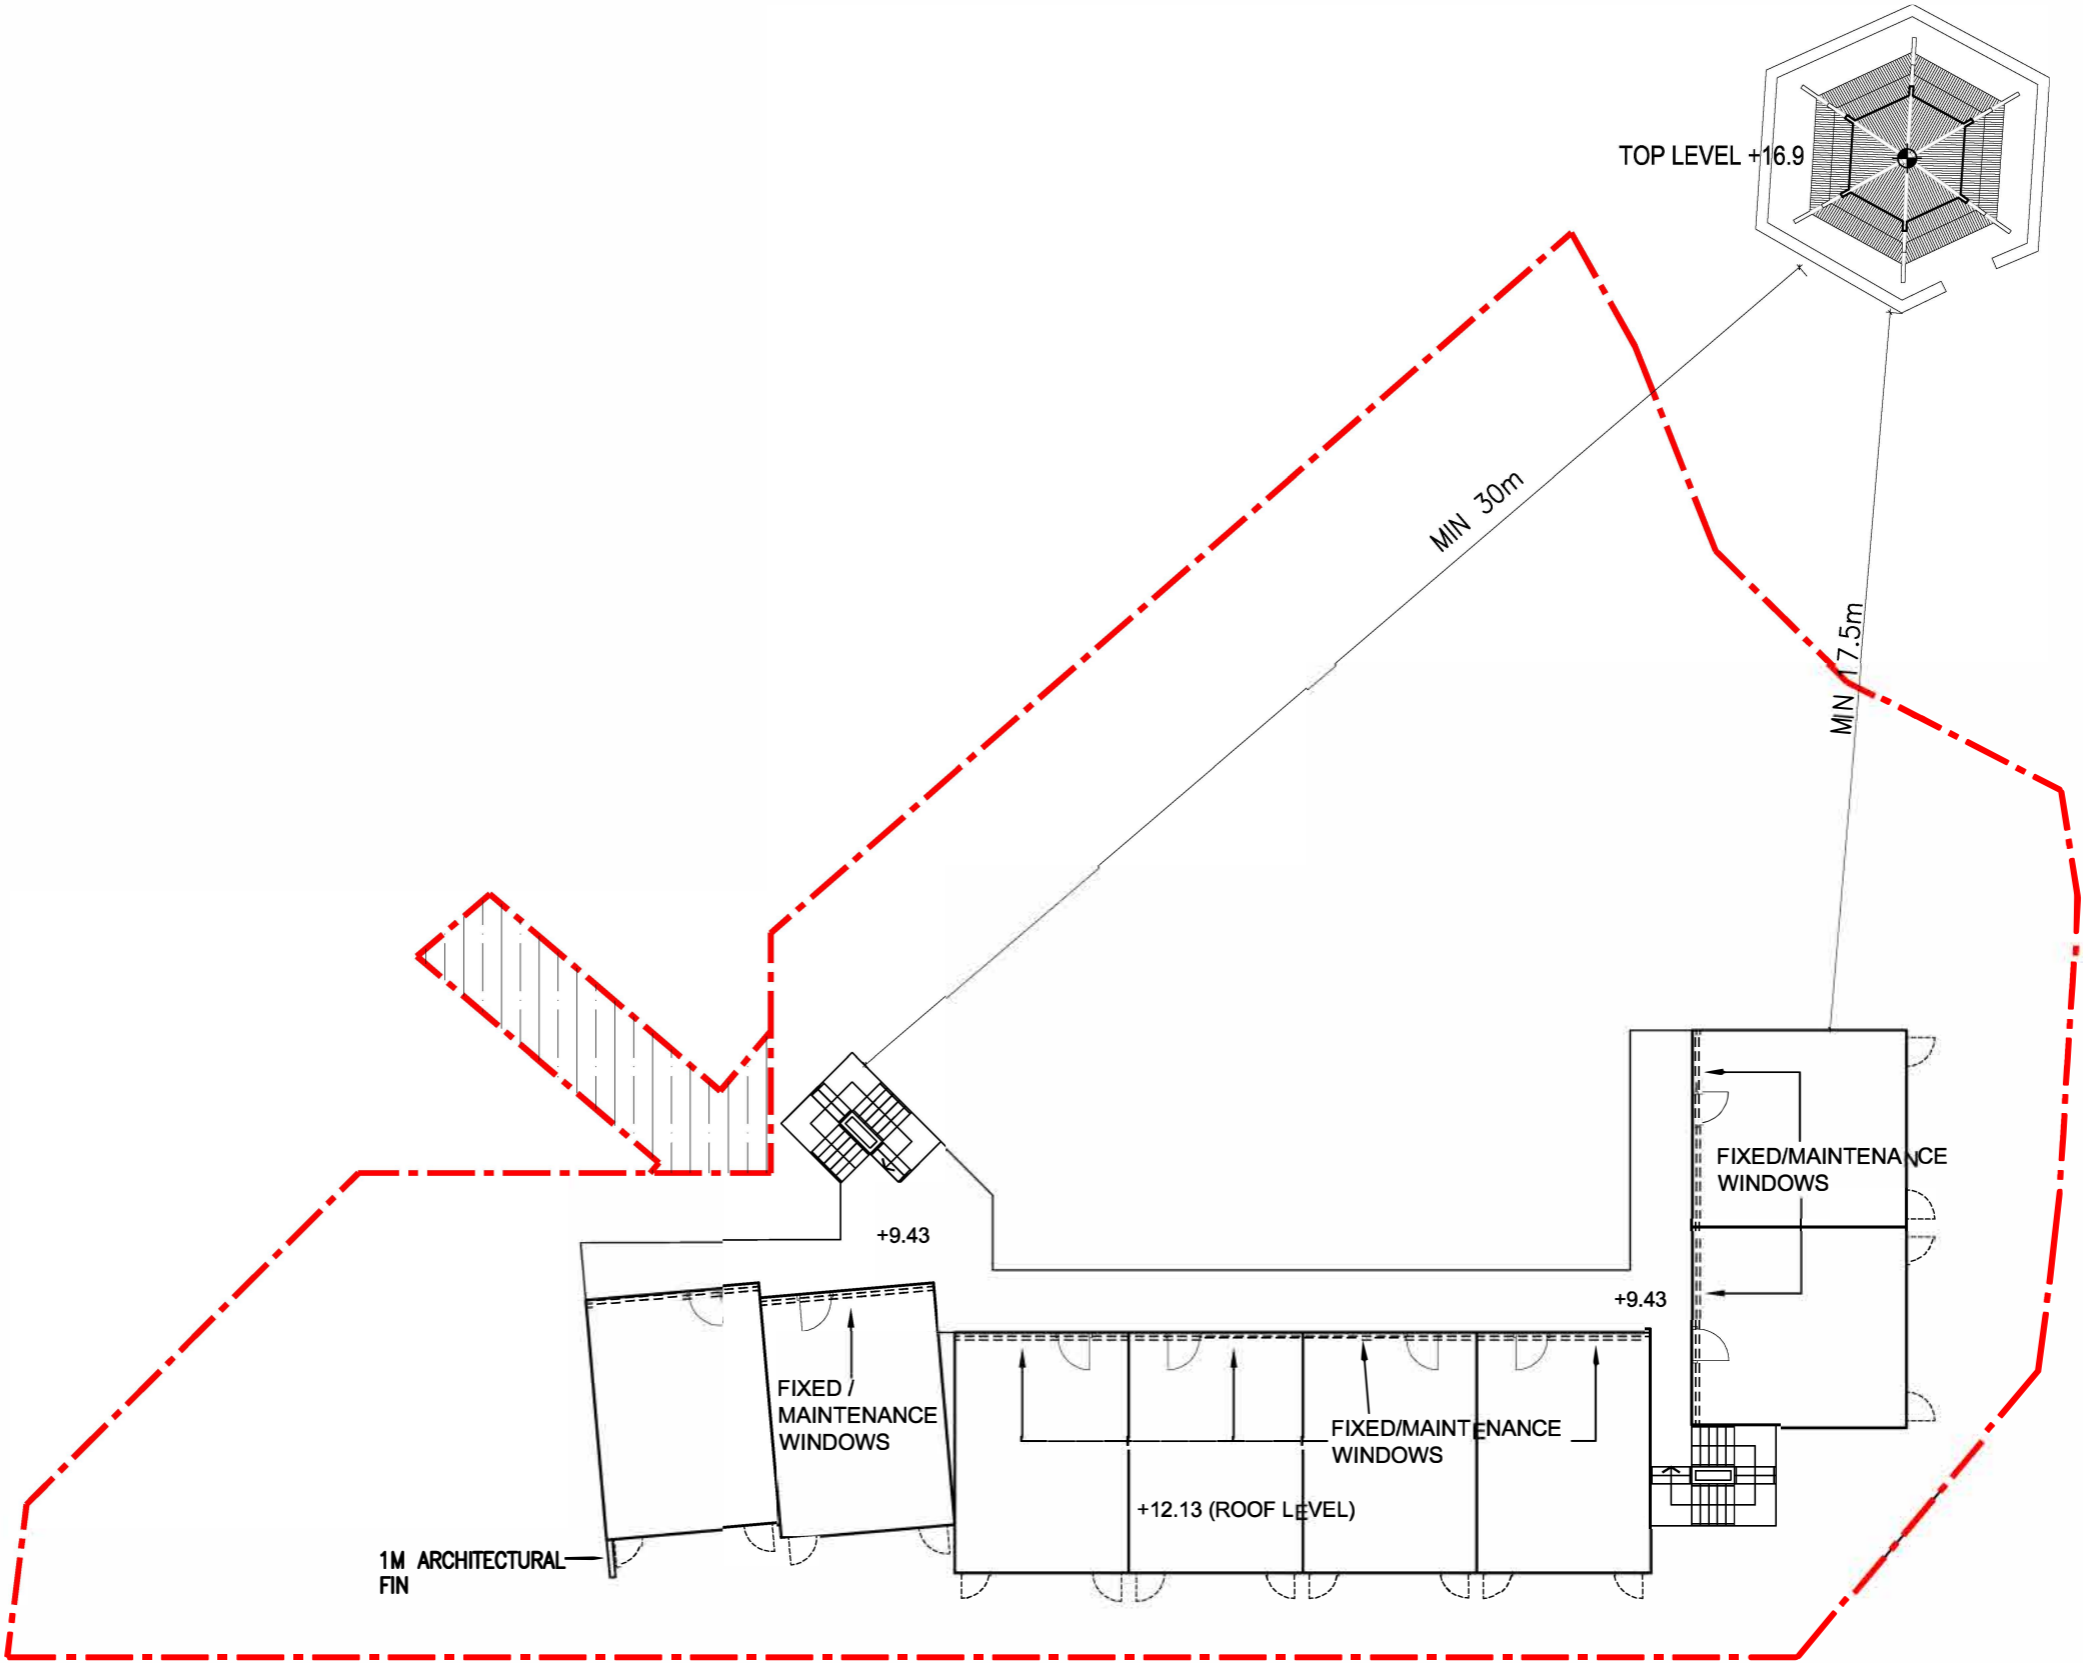 TOP LEVEL +16.9
MIN 30m
MIN 17.5m
FIXED/MAINTENANCE
WINDOWS
+9.43
+9.43
FIXED /
MAINTENANCE
WINDOWS
FIXED/MAINTENANCE
WINDOWS
+12.13 (ROOF LEVEL)
1M ARCHITECTURAL
FIN